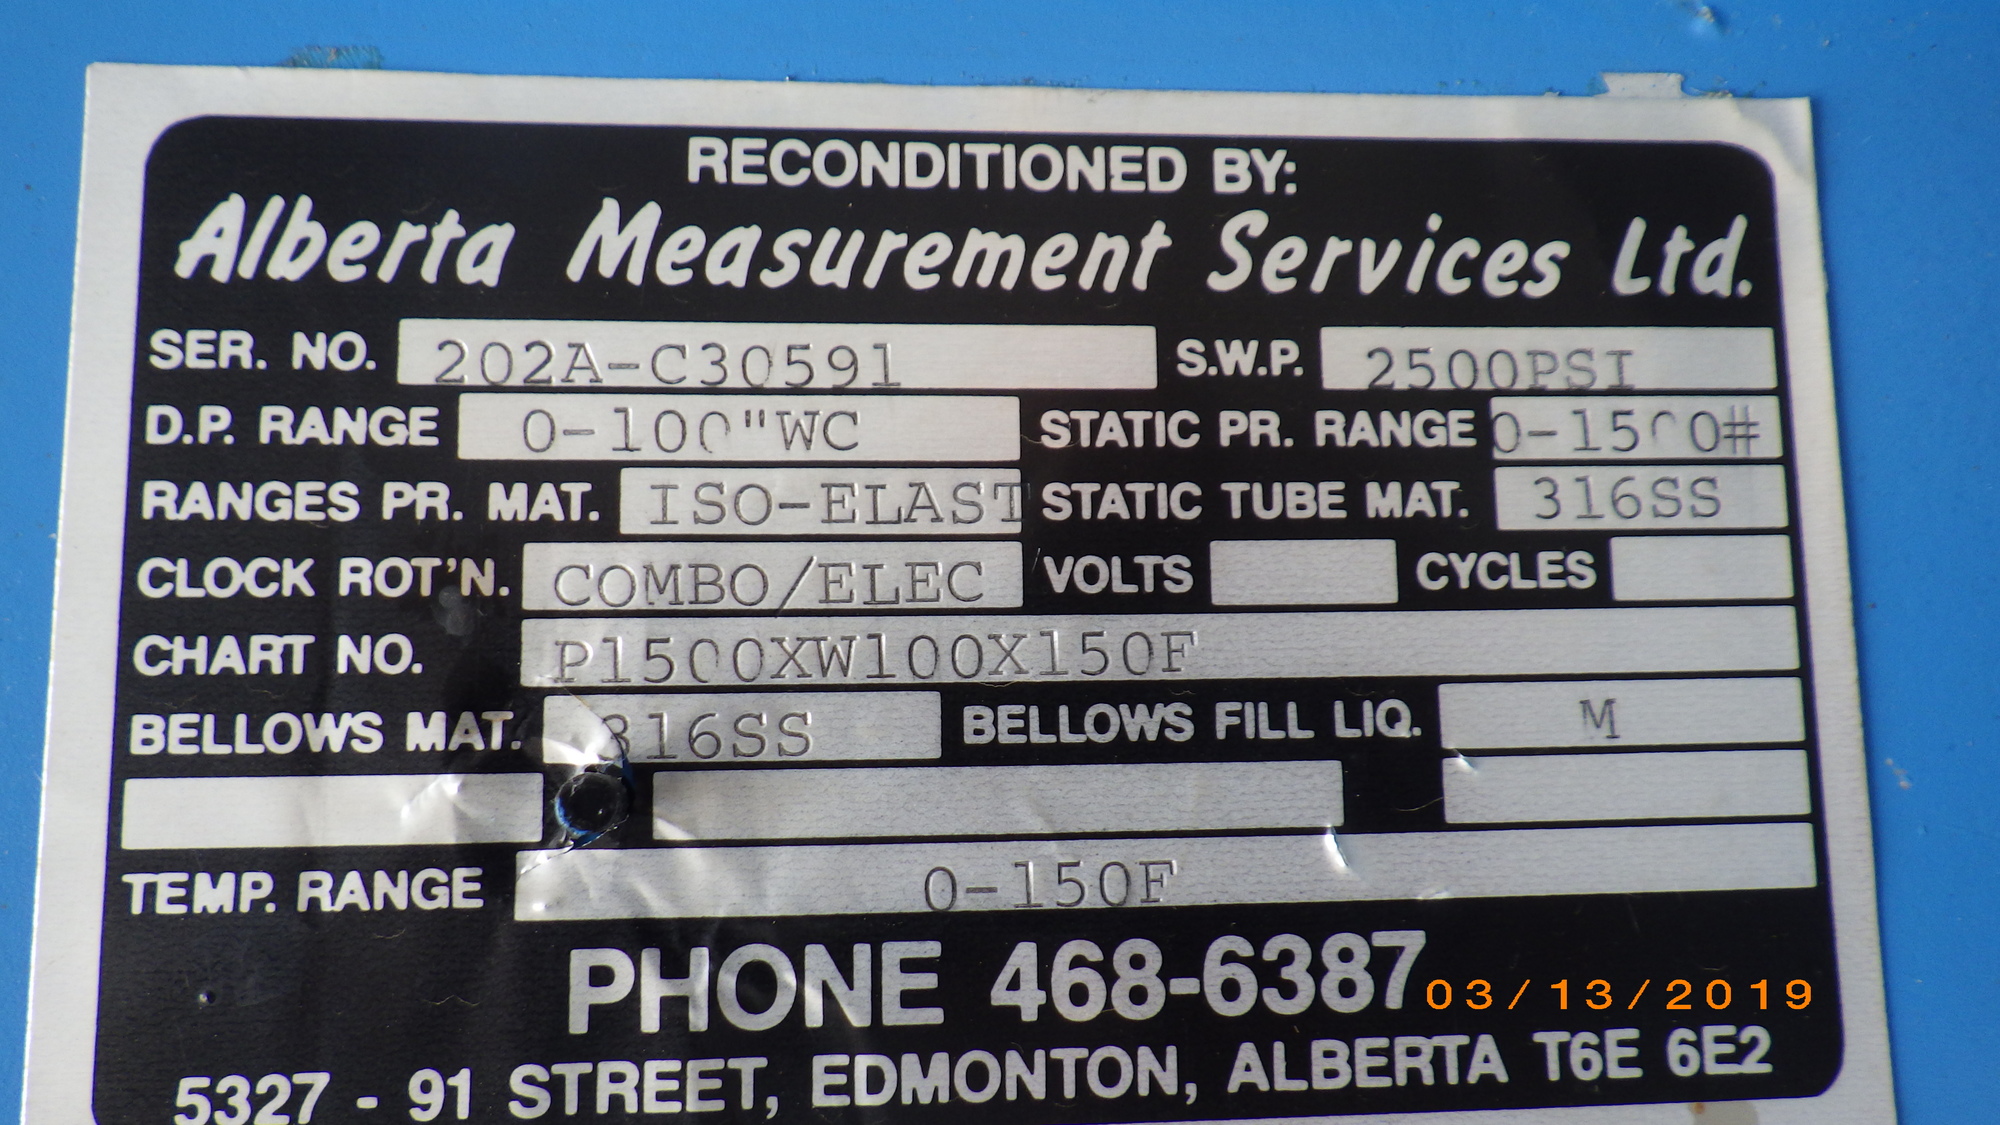 RECONDITIONED BY:
Alberta Measurement Services Ltd.
SER. NO. 202A-C30591 S.W.P. 2500PSI
D.P. RANGE 0-100"WC STATIC PR. RANGE 0-1500#
RANGES PR. MAT. ISO-ELAST STATIC TUBE MAT. 316SS
CLOCK ROT'N. COMBO/ELEC VOLTS CYCLES
CHART NO. P1500XW100X150F
BELLOWS MAT. 316SS BELLOWS FILL LIQ. M
TEMP. RANGE 0-150F
PHONE 468-6387
03/13/2019
5327 - 91 STREET, EDMONTON, ALBERTA T6E 6E2